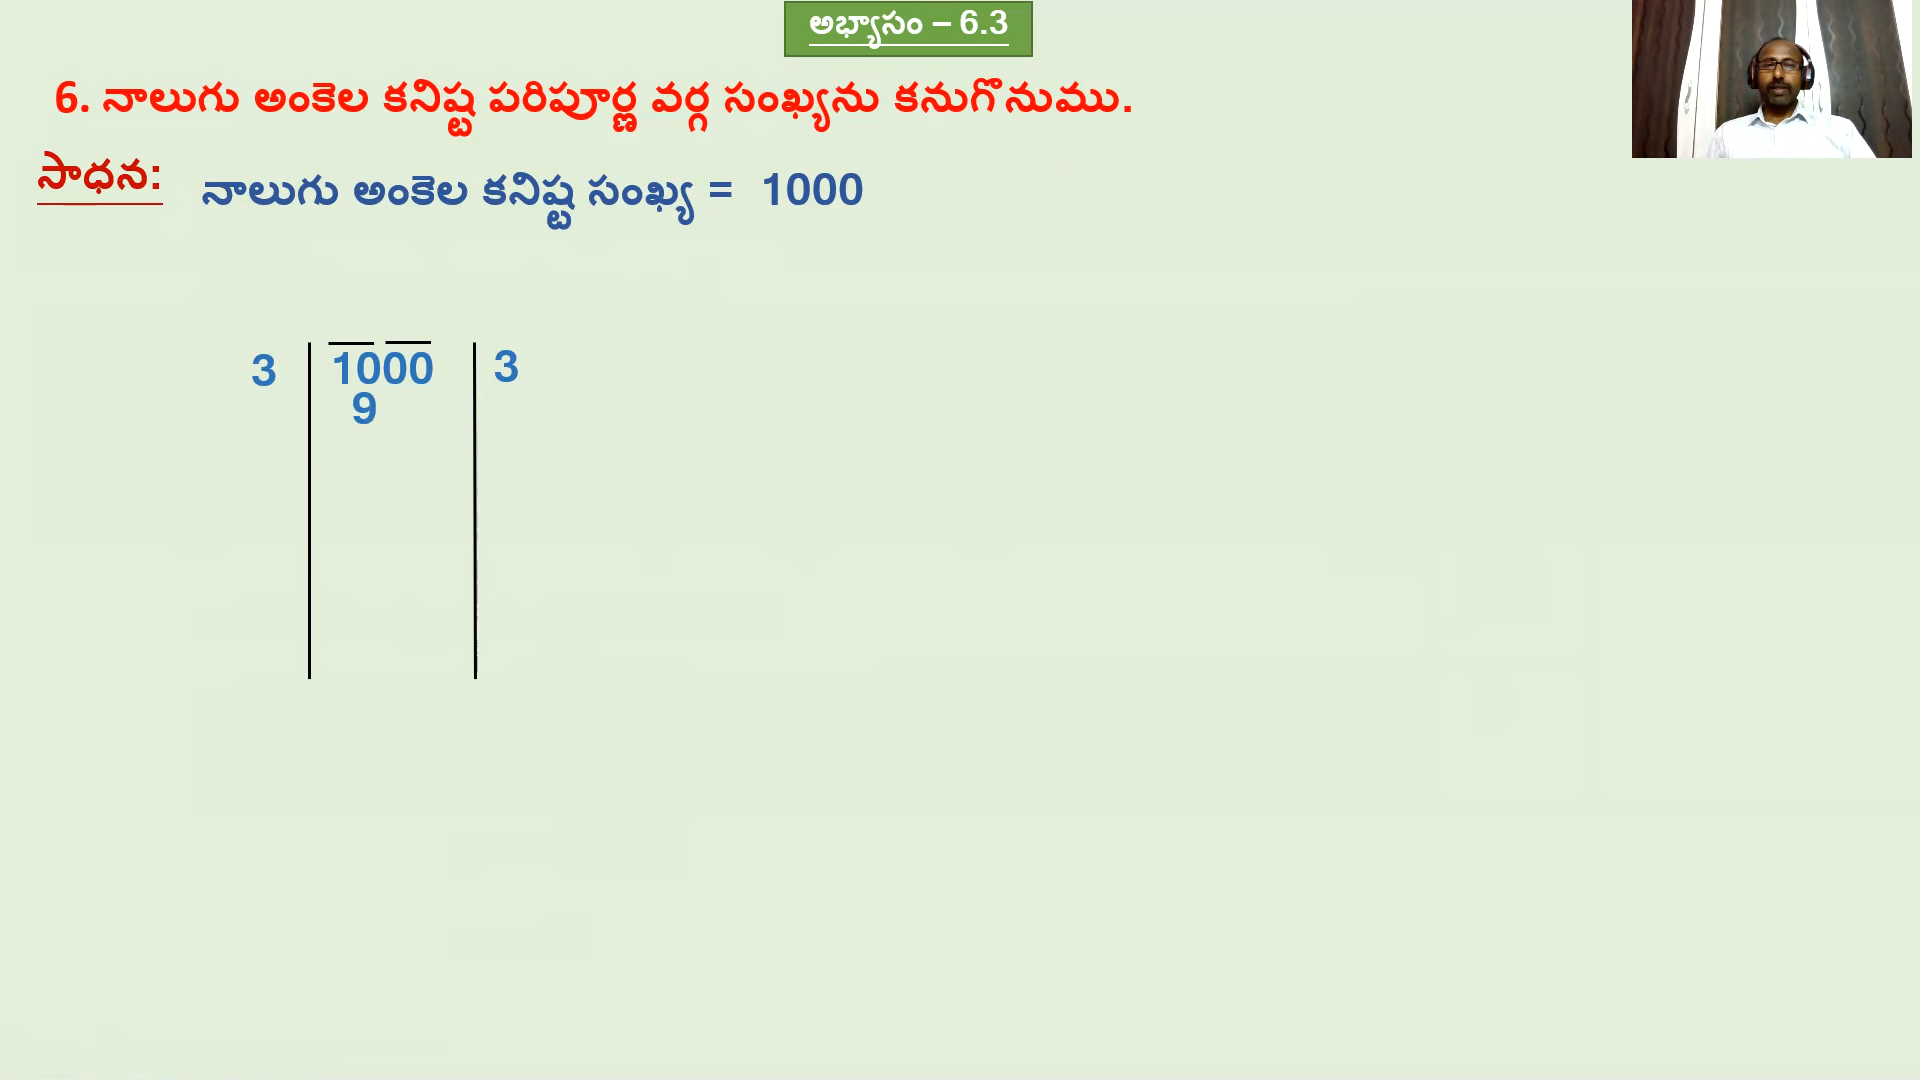 అభ్యాసం – 6.3
6. నాలుగు అంకెల కనిష్ట పరిపూర్ణ వర్గ సంఖ్యను కనుగొనుము.
సాధన:
నాలుగు అంకెల కనిష్ట సంఖ్య = 1000
3 1000 3
9